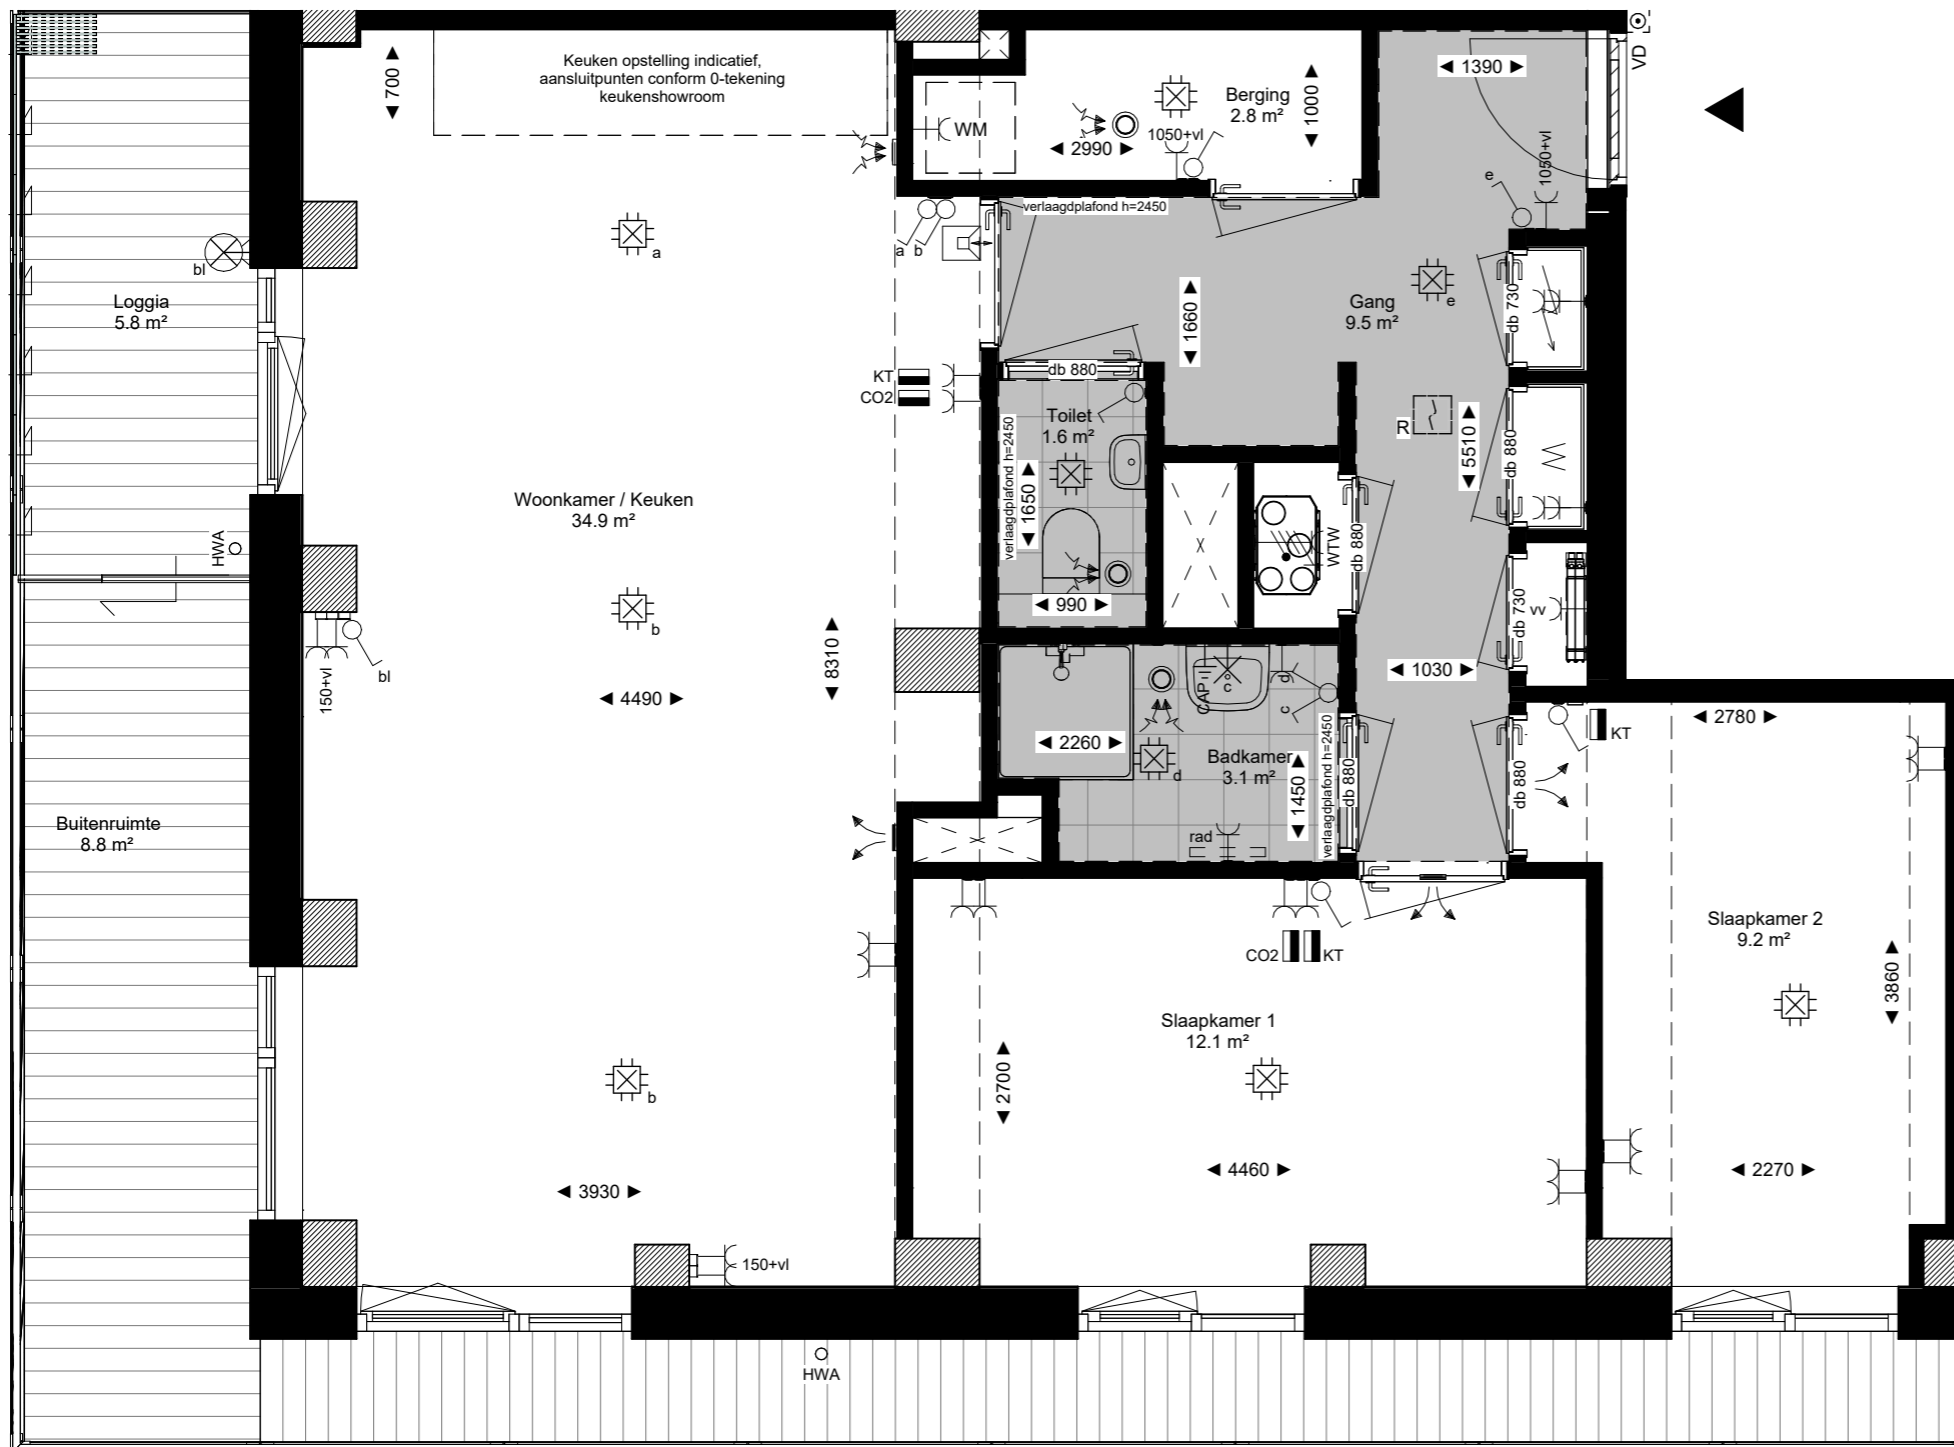 Keuken opstelling indicatief,
aansluitpunten conform 0-tekening
keukenshowroom
700
WM
2990
1050+vl
Berging
2.8 m²
1000
1390
VD
1050+vl
e
verlaagdplafond h=2450
a b
a
bl
Loggia
5.8 m²
1660
Gang
9.5 m²
e
db 730
KT
CO2
db 880
Toilet
1.6 m²
verlaagdplafond h=2450
1650
990
R
5510
db 880
Woonkamer / Keuken
34.9 m²
HWA
WTW
db 880
b
vv
db 730
8310
4490
150+vl
bl
1030
CAP
c
d
c
2260
d
Badkamer
3.1 m²
1450
verlaagdplafond h=2450
db 880
rad
db 880
KT
2780
Buitenruimte
8.8 m²
CO2
KT
Slaapkamer 2
9.2 m²
3860
Slaapkamer 1
12.1 m²
2700
b
4460
2270
3930
150+vl
HWA